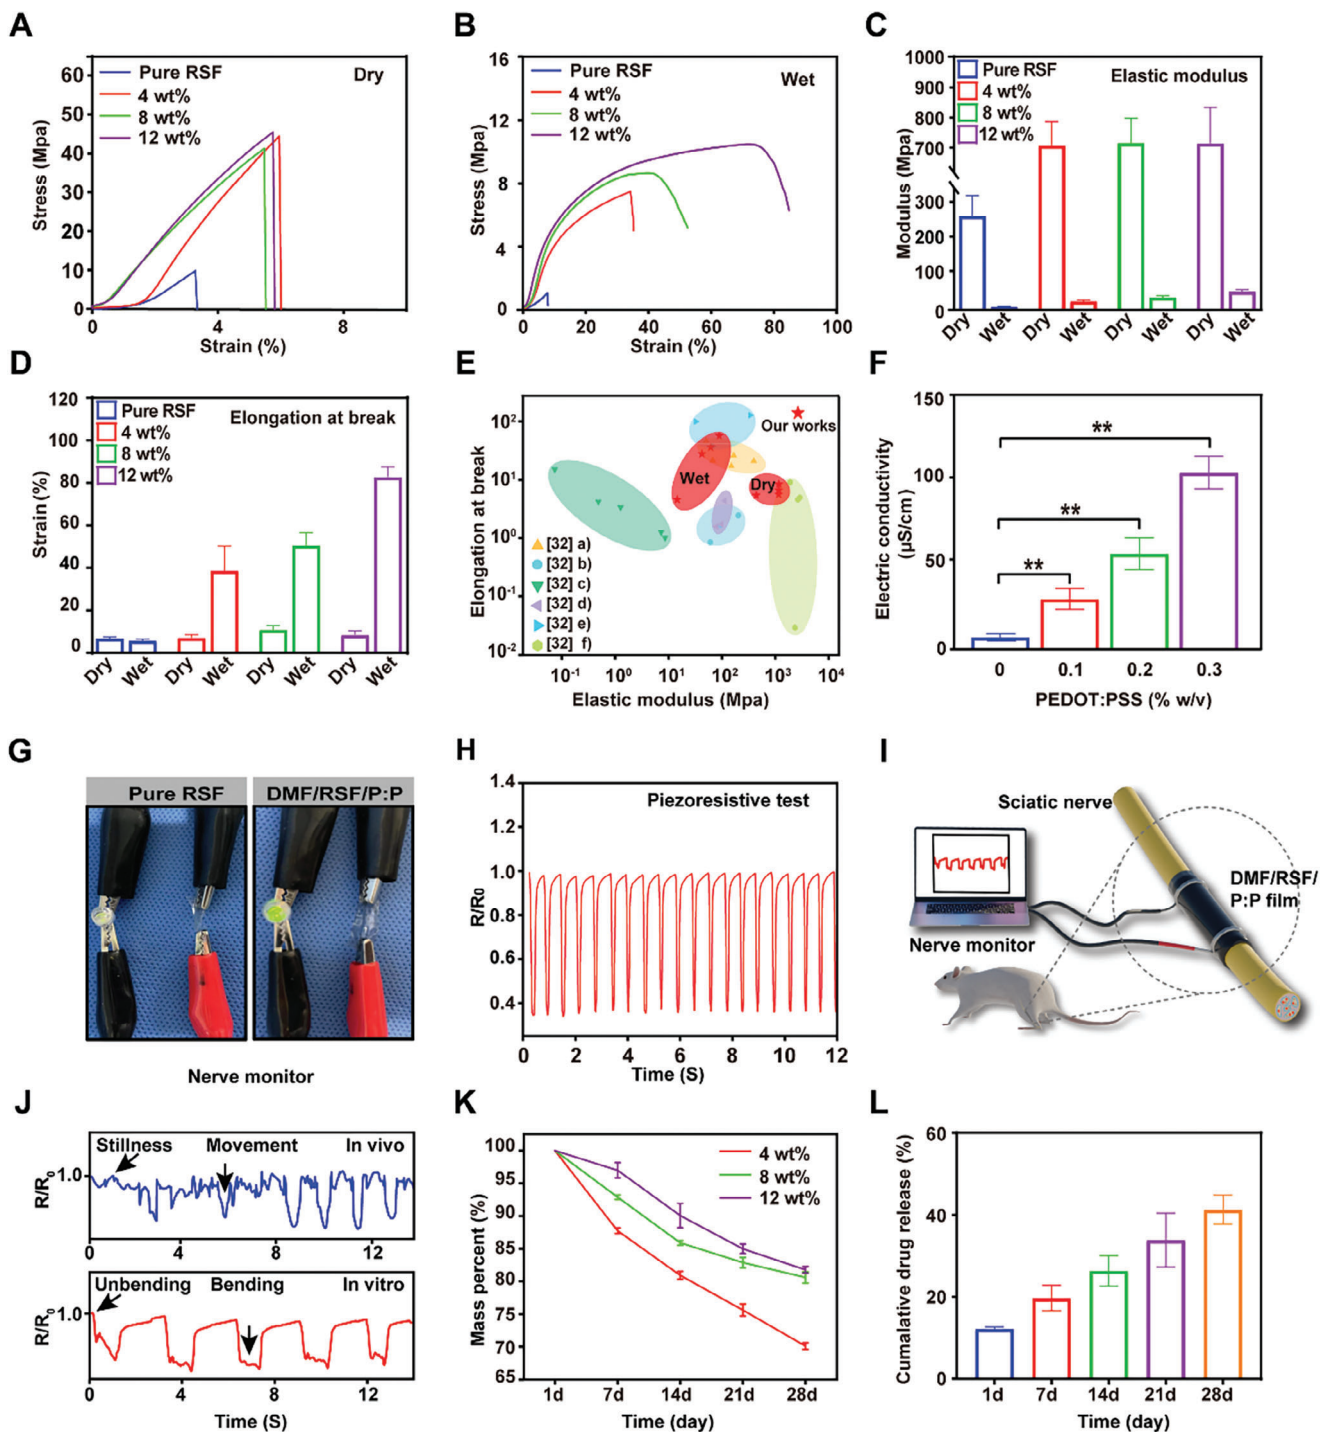 A
Stress (Mpa)
60
50
40
30
20
10
0
Pure RSF
4 wt%
8 wt%
12 wt%
Dry
0 4 8
Strain (%)
B
Stress (Mpa)
16
12
8
4
0
Pure RSF
4 wt%
8 wt%
12 wt%
Wet
0 20 40 60 80 100
Strain (%)
C
Modulus (Mpa)
1000
900
800
700
300
200
100
0
Pure RSF
4 wt%
8 wt%
12 wt%
Elastic modulus
Dry Wet Dry Wet Dry Wet Dry Wet
D
Strain (%)
120
100
80
60
40
20
0
Pure RSF
4 wt%
8 wt%
12 wt%
Elongation at break
Dry Wet Dry Wet Dry Wet Dry Wet
E
Elongation at break
10²
10¹
10⁰
10⁻¹
10⁻²
Our works
Wet
Dry
[32] a)
[32] b)
[32] c)
[32] d)
[32] e)
[32] f)
10⁻¹ 10⁰ 10¹ 10² 10³ 10⁴
Elastic modulus (Mpa)
F
Electric conductivity
(μS/cm)
150
100
50
0
**
**
**
0 0.1 0.2 0.3
PEDOT:PSS (% w/v)
G
Pure RSF DMF/RSF/P:P
Nerve monitor
H
R/R0
1.4
1.2
1.0
0.8
0.6
0.4
Piezoresistive test
0 2 4 6 8 10 12
Time (S)
I
Sciatic nerve
DMF/RSF/
P:P film
Nerve monitor
J
R/R₀
1.0
Stillness Movement In vivo
0 4 8 12
R/R₀
1.0
Unbending Bending In vitro
0 4 8 12
Time (S)
K
Mass percent (%)
100
95
90
85
80
75
70
65
4 wt%
8 wt%
12 wt%
1d 7d 14d 21d 28d
Time (day)
L
Cumalative drug release (%)
60
40
20
0
1d 7d 14d 21d 28d
Time (day)